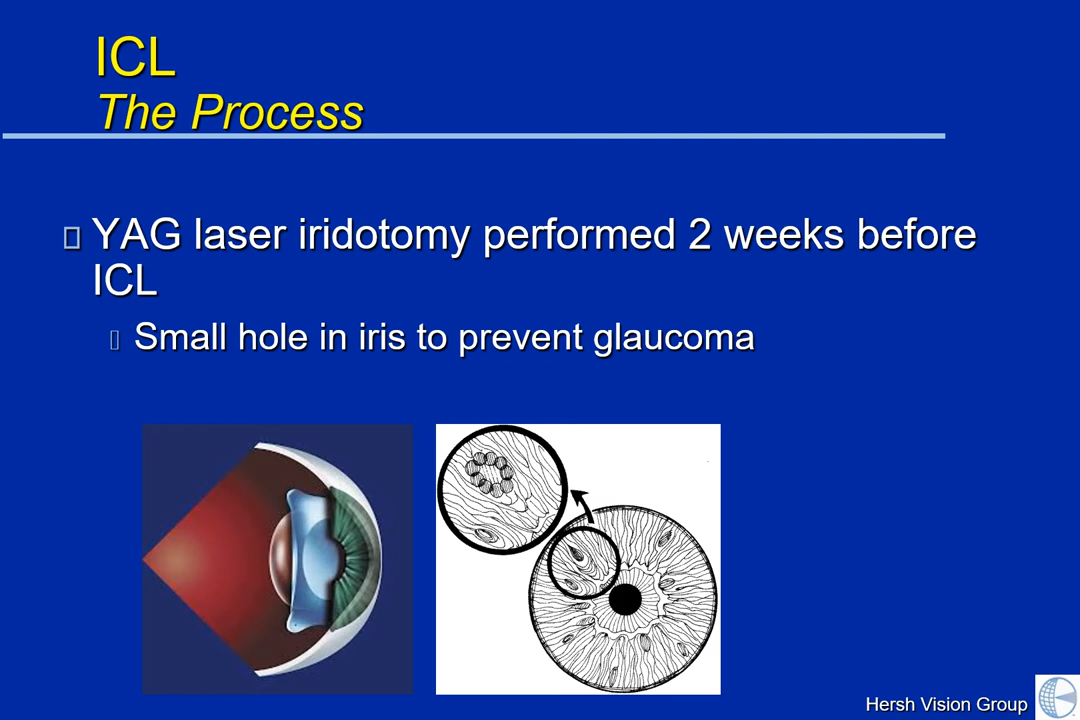 ICL
The Process
YAG laser iridotomy performed 2 weeks before
ICL
Small hole in iris to prevent glaucoma
Hersh Vision Group